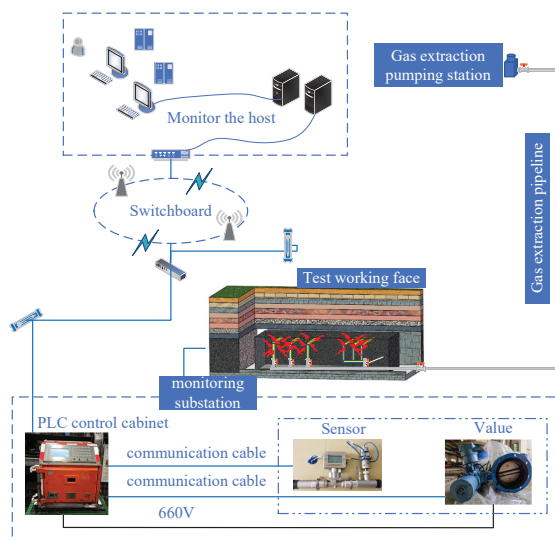 Gas extraction
pumping station
Monitor the host
Switchboard
Gas extraction pipeline
Test working face
monitoring
substation
PLC control cabinet
Sensor
Value
communication cable
communication cable
660V